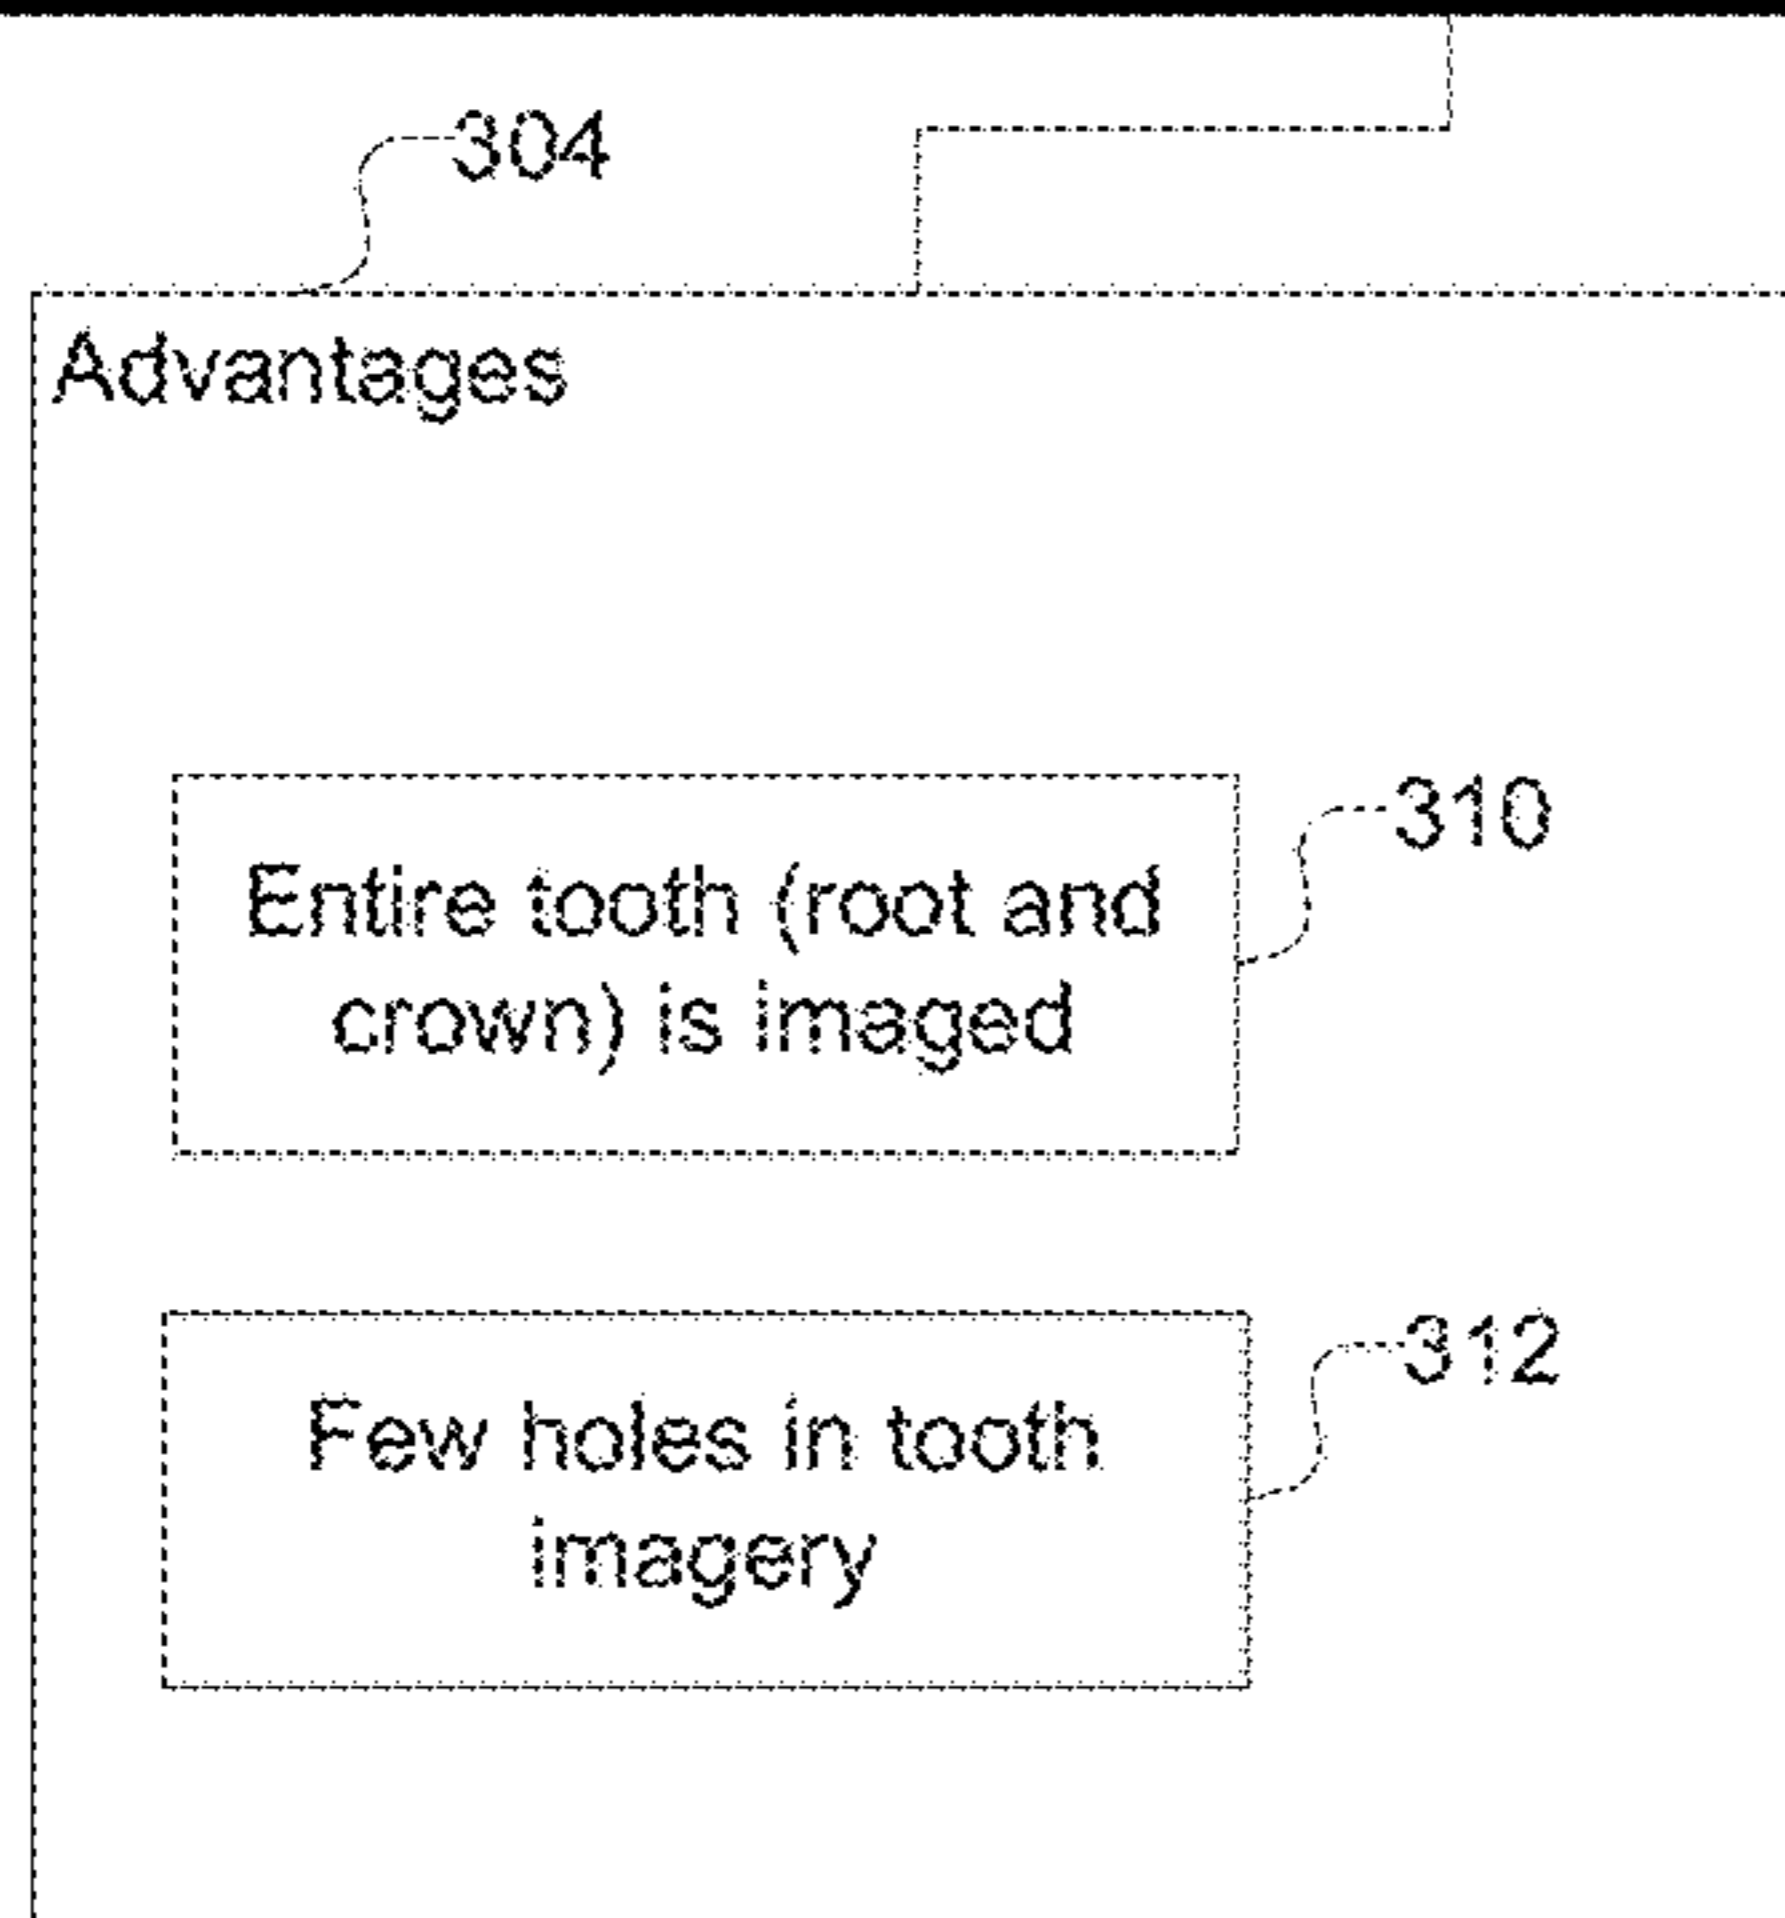 304
Advantages
310
Entire tooth (root and
crown) is imaged
312
Few holes in tooth
imagery